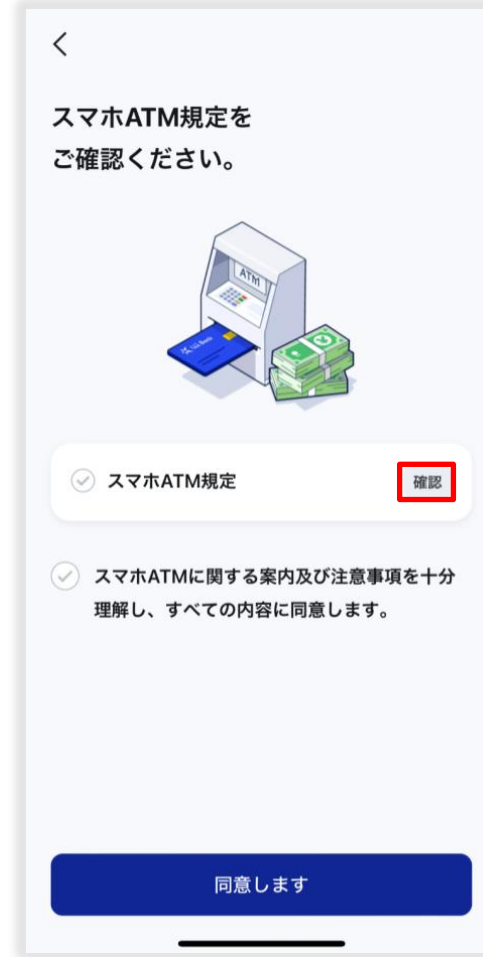 スマホATM規定を
ご確認ください。
ATM
スマホATM規定
確認
スマホATMに関する案内及び注意事項を十分
理解し、すべての内容に同意します。
同意します